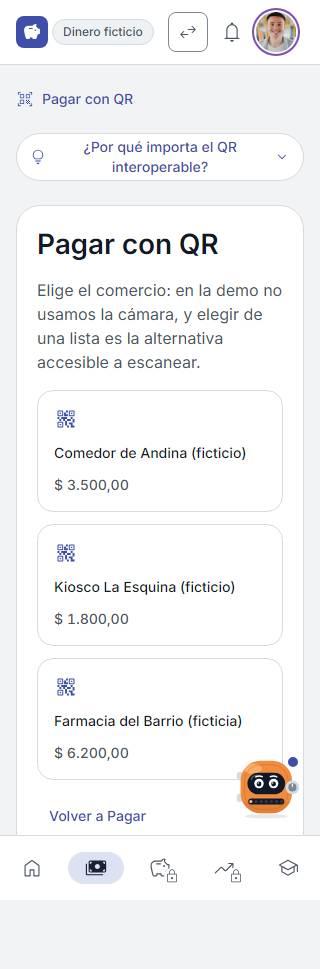 Dinero ficticio
Pagar con QR
¿Por qué importa el QR
interoperable?
Pagar con QR
Elige el comercio: en la demo no
usamos la cámara, y elegir de
una lista es la alternativa
accesible a escanear.
Comedor de Andina (ficticio)
$ 3.500,00
Kiosco La Esquina (ficticio)
$ 1.800,00
Farmacia del Barrio (ficticia)
$ 6.200,00
Volver a Pagar